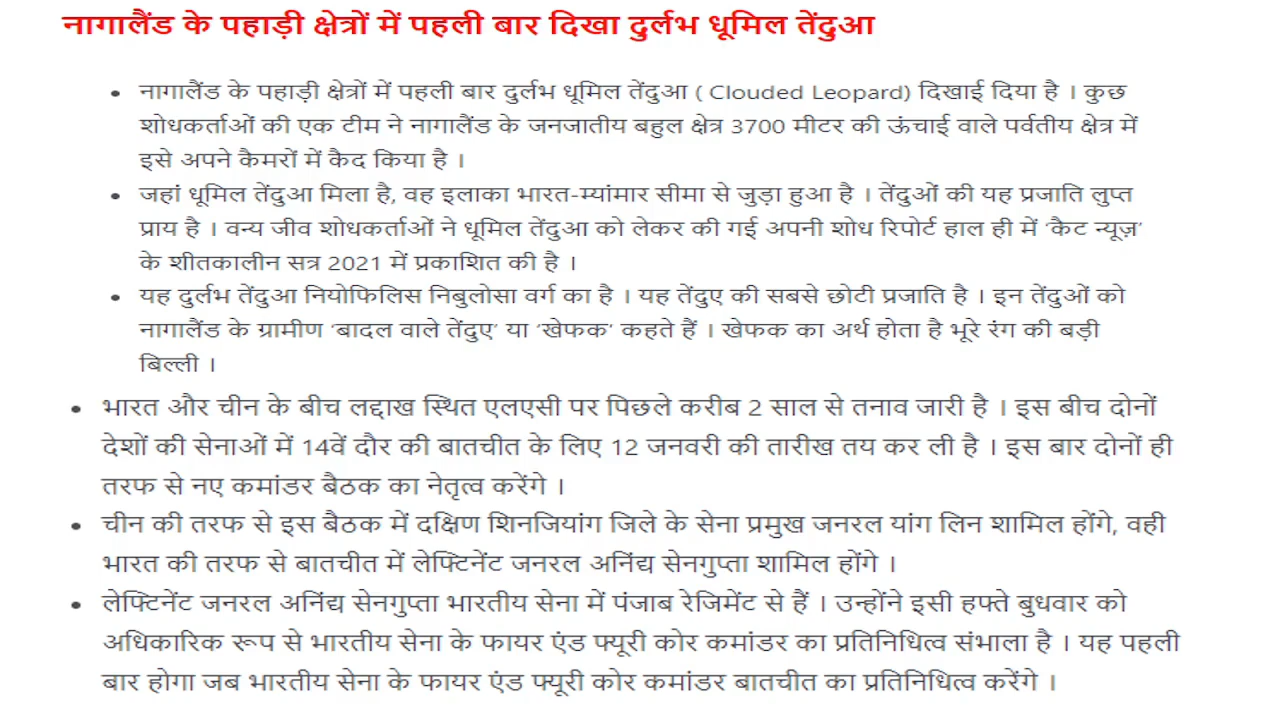 नागालैंड के पहाड़ी क्षेत्रों में पहली बार दिखा दुर्लभ धूमिल तेंदुआ
• नागालैंड के पहाड़ी क्षेत्रों में पहली बार दुर्लभ धूमिल तेंदुआ ( Clouded Leopard) दिखाई दिया है । कुछ
शोधकर्ताओं की एक टीम ने नागालैंड के जनजातीय बहुल क्षेत्र 3700 मीटर की ऊंचाई वाले पर्वतीय क्षेत्र में
इसे अपने कैमरों में कैद किया है ।
• जहां धूमिल तेंदुआ मिला है, वह इलाका भारत-म्यांमार सीमा से जुड़ा हुआ है । तेंदुओं की यह प्रजाति लुप्त
प्राय है । वन्य जीव शोधकर्ताओं ने धूमिल तेंदुआ को लेकर की गई अपनी शोध रिपोर्ट हाल ही में ‘कैट न्यूज़’
के शीतकालीन सत्र 2021 में प्रकाशित की है ।
• यह दुर्लभ तेंदुआ नियोफिलिस निबुलोसा वर्ग का है । यह तेंदुए की सबसे छोटी प्रजाति है । इन तेंदुओं को
नागालैंड के ग्रामीण ‘बादल वाले तेंदुए’ या ‘खेफक’ कहते हैं । खेफक का अर्थ होता है भूरे रंग की बड़ी
बिल्ली ।
• भारत और चीन के बीच लद्दाख स्थित एलएसी पर पिछले करीब 2 साल से तनाव जारी है । इस बीच दोनों
देशों की सेनाओं में 14वें दौर की बातचीत के लिए 12 जनवरी की तारीख तय कर ली है । इस बार दोनों ही
तरफ से नए कमांडर बैठक का नेतृत्व करेंगे ।
• चीन की तरफ से इस बैठक में दक्षिण शिनजियांग जिले के सेना प्रमुख जनरल यांग लिन शामिल होंगे, वही
भारत की तरफ से बातचीत में लेफ्टिनेंट जनरल अनिंद्य सेनगुप्ता शामिल होंगे ।
• लेफ्टिनेंट जनरल अनिंद्य सेनगुप्ता भारतीय सेना में पंजाब रेजिमेंट से हैं । उन्होंने इसी हफ्ते बुधवार को
अधिकारिक रूप से भारतीय सेना के फायर एंड फ्यूरी कोर कमांडर का प्रतिनिधित्व संभाला है । यह पहली
बार होगा जब भारतीय सेना के फायर एंड फ्यूरी कोर कमांडर बातचीत का प्रतिनिधित्व करेंगे ।